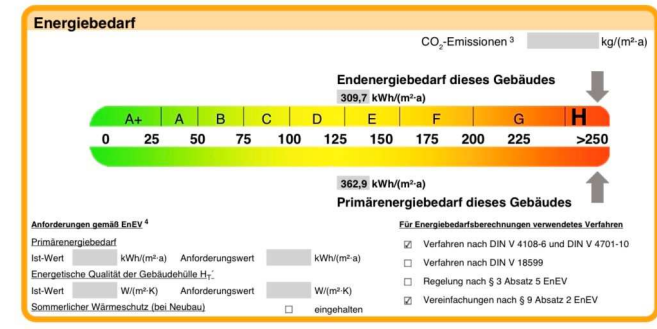 Energiebedarf
CO₂-Emissionen ³ kg/(m²·a)
Endenergiebedarf dieses Gebäudes
309,7 kWh/(m²·a)
A+ A B C D E F G H
0 25 50 75 100 125 150 175 200 225 >250
362,9 kWh/(m²·a)
Primärenergiebedarf dieses Gebäudes
Anforderungen gemäß EnEV ⁴
Für Energiebedarfsberechnungen verwendetes Verfahren
Primärenergiebedarf
Ist-Wert kWh/(m²·a) Anforderungswert kWh/(m²·a)
Energetische Qualität der Gebäudehülle H_T'
Ist-Wert W/(m²·K) Anforderungswert W/(m²·K)
Sommerlicher Wärmeschutz (bei Neubau) ☐ eingehalten
☑ Verfahren nach DIN V 4108-6 und DIN V 4701-10
☐ Verfahren nach DIN V 18599
☐ Regelung nach § 3 Absatz 5 EnEV
☑ Vereinfachungen nach § 9 Absatz 2 EnEV